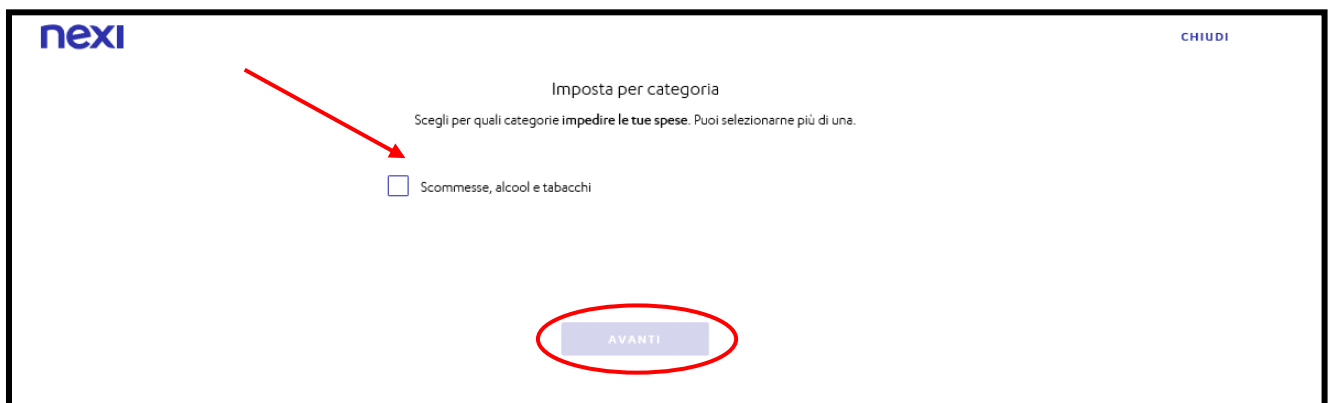 nexi
CHIUDI
Imposta per categoria
Scegli per quali categorie impedire le tue spese. Puoi selezionarne più di una.
Scommesse, alcool e tabacchi
AVANTI